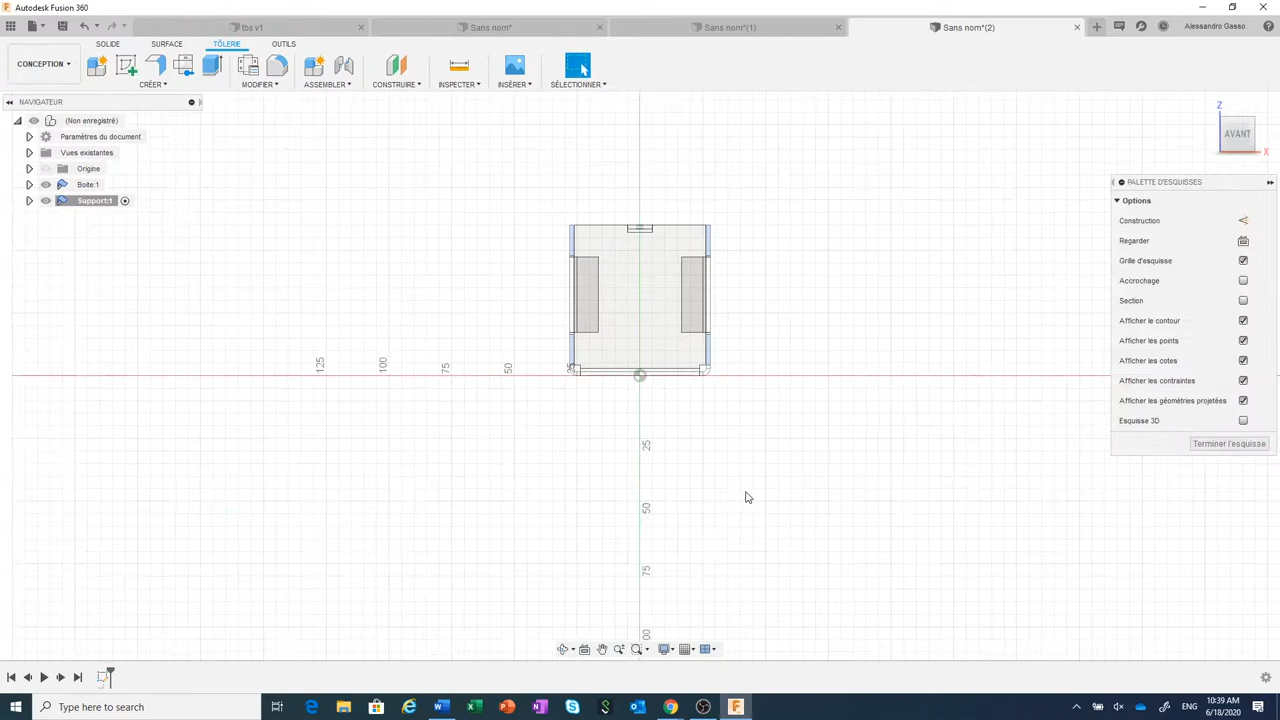 Autodesk Fusion 360
tbs v1
Sans nom*
Sans nom*(1)
Sans nom*(2)
Alessandro Gasso
SOLIDE
SURFACE
TÔLERIE
OUTILS
CONCEPTION
CRÉER
MODIFIER
ASSEMBLER
CONSTRUIRE
INSPECTER
INSÉRER
SÉLECTIONNER
NAVIGATEUR
(Non enregistré)
Paramètres du document
Vues existantes
Origine
Boite:1
Support:1
Z
AVANT
X
PALETTE D'ESQUISSES
Options
Construction
Regarder
Grille d'esquisse
Accrochage
Section
Afficher le contour
Afficher les points
Afficher les cotes
Afficher les contraintes
Afficher les géométries projetées
Esquisse 3D
Terminer l'esquisse
125
100
75
50
25
25
50
75
00
Type here to search
ENG
10:39 AM
6/18/2020